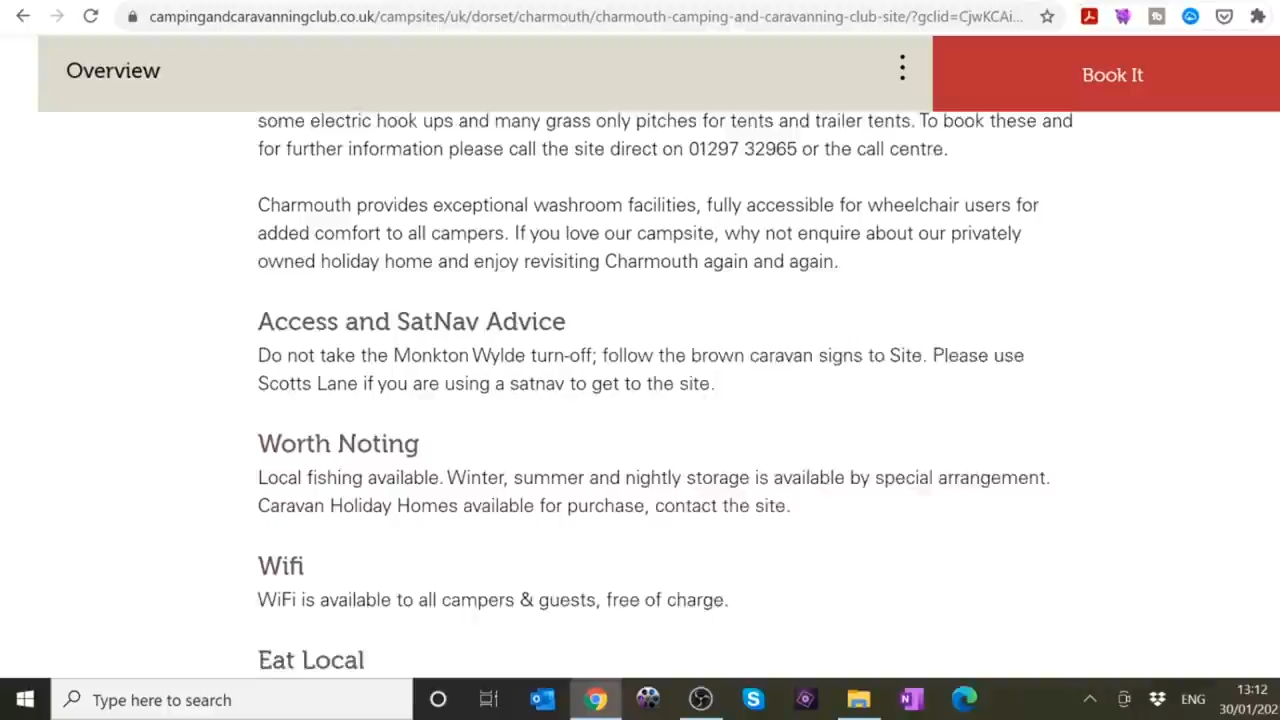 campingandcaravanningclub.co.uk/campsites/uk/dorset/charmouth/charmouth-camping-and-caravanning-club-site/?gclid=CjwKCAi...
Overview
Book It
some electric hook ups and many grass only pitches for tents and trailer tents. To book these and
for further information please call the site direct on 01297 32965 or the call centre.
Charmouth provides exceptional washroom facilities, fully accessible for wheelchair users for
added comfort to all campers. If you love our campsite, why not enquire about our privately
owned holiday home and enjoy revisiting Charmouth again and again.
Access and SatNav Advice
Do not take the Monkton Wylde turn-off; follow the brown caravan signs to Site. Please use
Scotts Lane if you are using a satnav to get to the site.
Worth Noting
Local fishing available. Winter, summer and nightly storage is available by special arrangement.
Caravan Holiday Homes available for purchase, contact the site.
Wifi
WiFi is available to all campers & guests, free of charge.
Eat Local
Type here to search
ENG
13:12
30/01/202